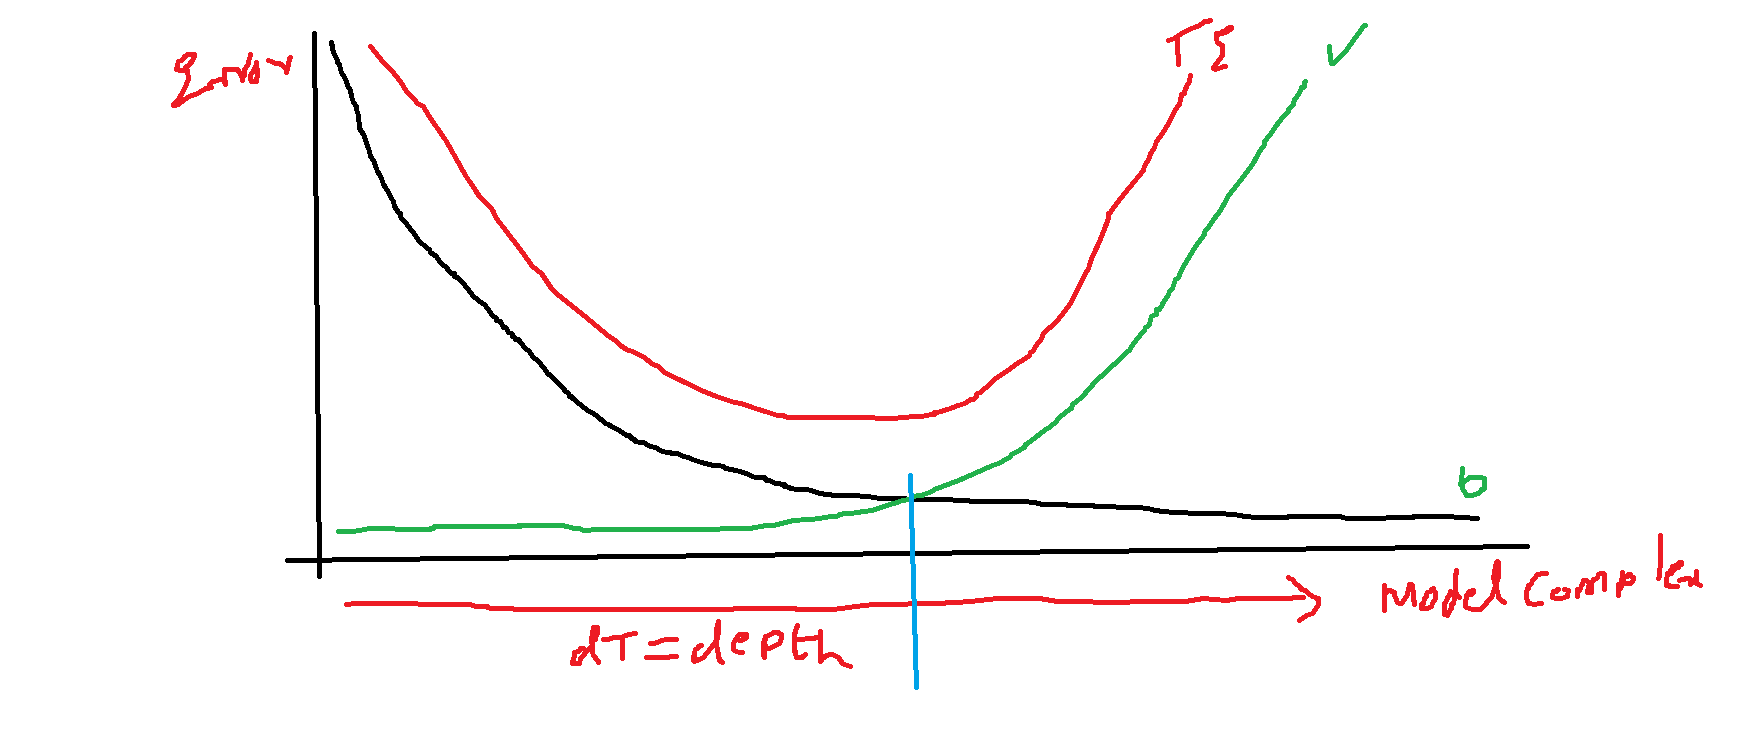 Error
TE
V
b
Model Complex
dT=depth